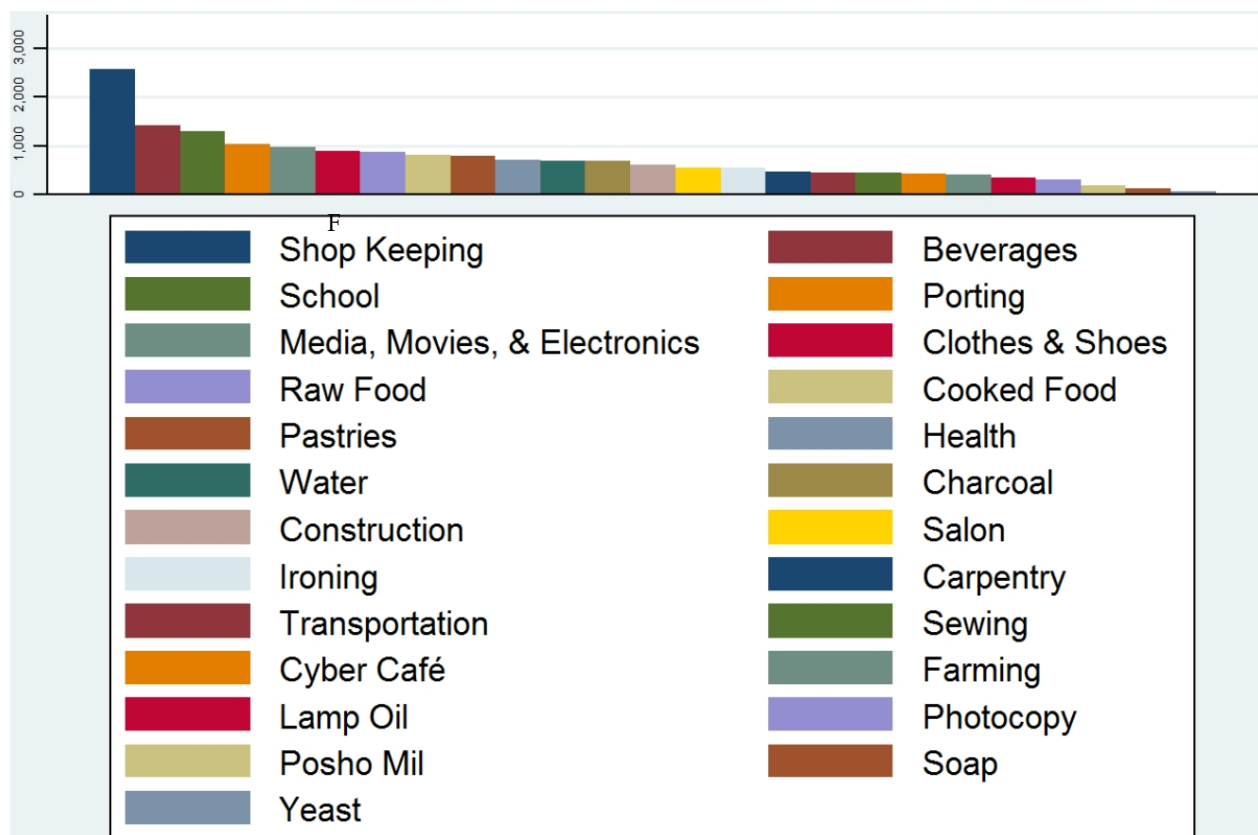 3,000
2,000
1,000
0
F
Shop Keeping
Beverages
School
Porting
Media, Movies, & Electronics
Clothes & Shoes
Raw Food
Cooked Food
Pastries
Health
Water
Charcoal
Construction
Salon
Ironing
Carpentry
Transportation
Sewing
Cyber Café
Farming
Lamp Oil
Photocopy
Posho Mil
Soap
Yeast